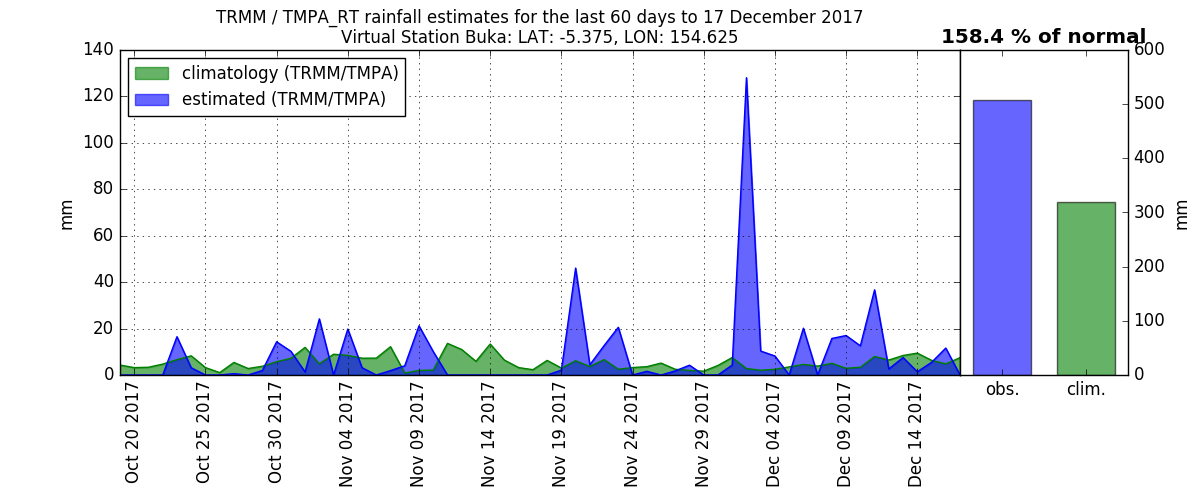 TRMM / TMPA_RT rainfall estimates for the last 60 days to 17 December 2017
Virtual Station Buka: LAT: -5.375, LON: 154.625
158.4 % of normal
climatology (TRMM/TMPA)
estimated (TRMM/TMPA)
mm
140
120
100
80
60
40
20
0
Oct 20 2017
Oct 25 2017
Oct 30 2017
Nov 04 2017
Nov 09 2017
Nov 14 2017
Nov 19 2017
Nov 24 2017
Nov 29 2017
Dec 04 2017
Dec 09 2017
Dec 14 2017
obs.
clim.
600
500
400
300
200
100
0
mm